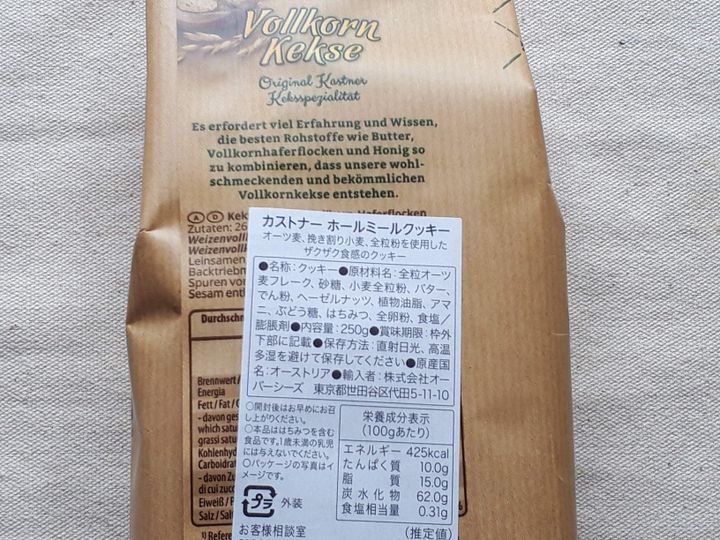 Vollkorn
Kekse
Original Kastner
Keksspezialität
Es erfordert viel Erfahrung und Wissen,
die besten Rohstoffe wie Butter,
Vollkornhaferflocken und Honig so
zu kombinieren, dass unsere wohl-
schmeckenden und bekömmlichen
Vollkornkekse entstehen.
A D Kek
Haferflocken
Zutaten: 26
Weizenvoll
Weizenvoll
Leinsamen
Backtriebm
Spuren vo
Sesam ent
Durchschn
Brennwert/
Energia
Fett / Fat /
- davon ges
which satu
grassi satu
Kohlenhyd
Carboidrat
- davon Zu
di cui zucc
Eiweiß / P
Salz / Sal
カストナー ホールミールクッキー
オーツ麦、挽き割り小麦、全粒粉を使用した
ザクザク食感のクッキー
●名称:クッキー●原材料名:全粒オーツ
麦フレーク、砂糖、小麦全粒粉、バター、
でん粉、ヘーゼルナッツ、植物油脂、アマ
ニ、ぶどう糖、はちみつ、全卵粉、食塩/
膨脹剤●内容量:250g●賞味期限:枠外
下部に記載●保存方法:直射日光、高温
多湿を避けて保存してください●原産国
名:オーストリア●輸入者:株式会社オー
バーシーズ 東京都世田谷区代田5-11-10
○開封後はお早めにお召
し上がりください。
○本品ははちみつを含む
食品です。1歳未満の乳児
には与えないでください。
○パッケージの写真はイ
メージです。
プラ 外装
お客様相談室
栄養成分表示
(100gあたり)
エネルギー 425kcal
たんぱく質 10.0g
脂質 15.0g
炭水化物 62.0g
食塩相当量 0.31g
(推定値)